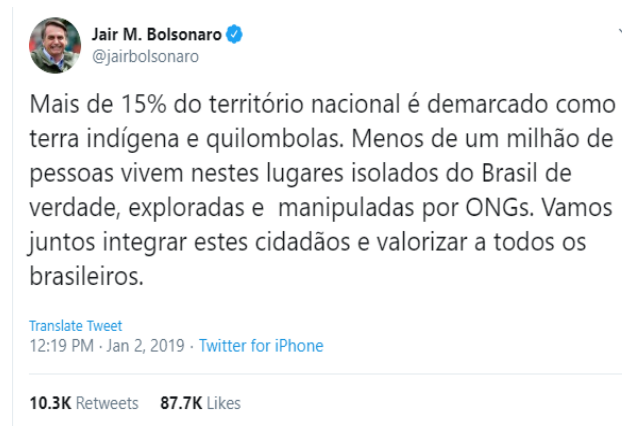 Jair M. Bolsonaro
@jairbolsonaro
Mais de 15% do território nacional é demarcado como
terra indígena e quilombolas. Menos de um milhão de
pessoas vivem nestes lugares isolados do Brasil de
verdade, exploradas e  manipuladas por ONGs. Vamos
juntos integrar estes cidadãos e valorizar a todos os
brasileiros.
Translate Tweet
12:19 PM · Jan 2, 2019 · Twitter for iPhone
10.3K Retweets 87.7K Likes